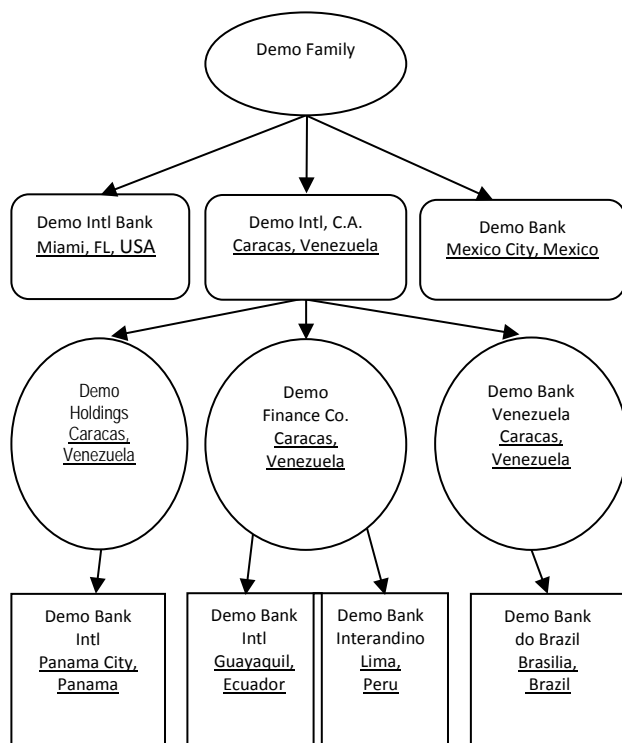 Demo Family
Demo Intl Bank
Miami, FL, USA
Demo Intl, C.A.
Caracas, Venezuela
Demo Bank
Mexico City, Mexico
Demo
Holdings
Caracas,
Venezuela
Demo
Finance Co.
Caracas,
Venezuela
Demo Bank
Venezuela
Caracas,
Venezuela
Demo Bank
Intl
Panama City,
Panama
Demo Bank
Intl
Guayaquil,
Ecuador
Demo Bank
Interandino
Lima,
Peru
Demo Bank
do Brazil
Brasilia,
Brazil